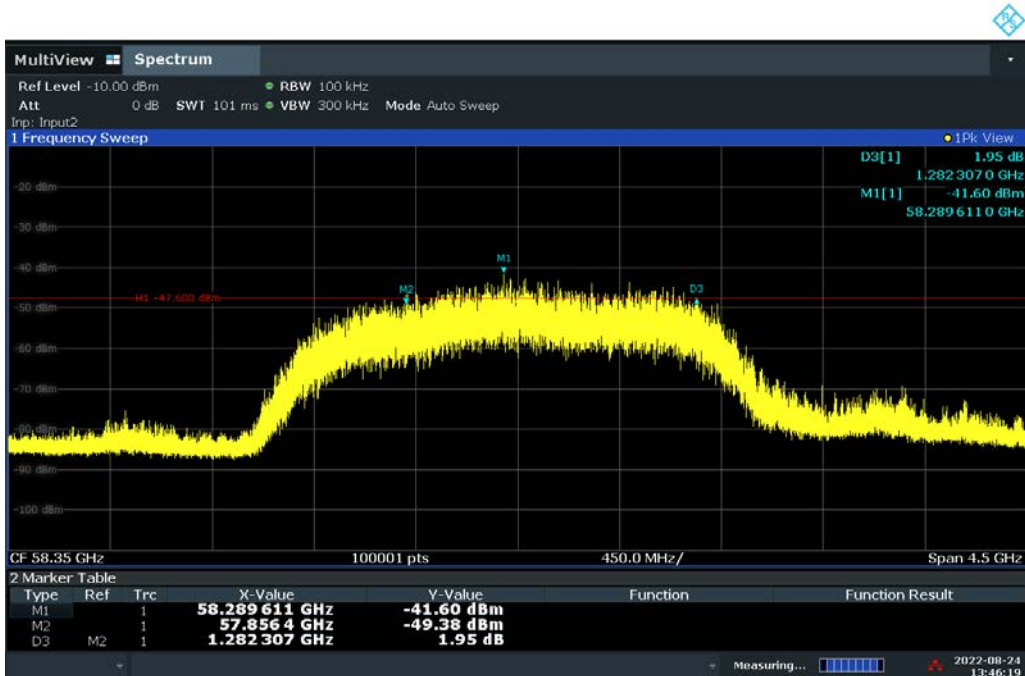 R S
MultiView Spectrum
Ref Level -10.00 dBm RBW 100 kHz
Att 0 dB SWT 101 ms VBW 300 kHz Mode Auto Sweep
Inp: Input2
1 Frequency Sweep 1Pk View
D3[1] 1.95 dB
1.282 307 0 GHz
M1[1] -41.60 dBm
58.289 611 0 GHz
-20 dBm
-30 dBm
-40 dBm
M1
M2
D3
H1 -47.600 dBm
-50 dBm
-60 dBm
-70 dBm
-80 dBm
-90 dBm
-100 dBm
CF 58.35 GHz 100001 pts 450.0 MHz/ Span 4.5 GHz
2 Marker Table
Type Ref Trc X-Value Y-Value Function Function Result
M1 1 58.289 611 GHz -41.60 dBm
M2 1 57.856 4 GHz -49.38 dBm
D3 M2 1 1.282 307 GHz 1.95 dB
Measuring... 2022-08-24
13:46:19